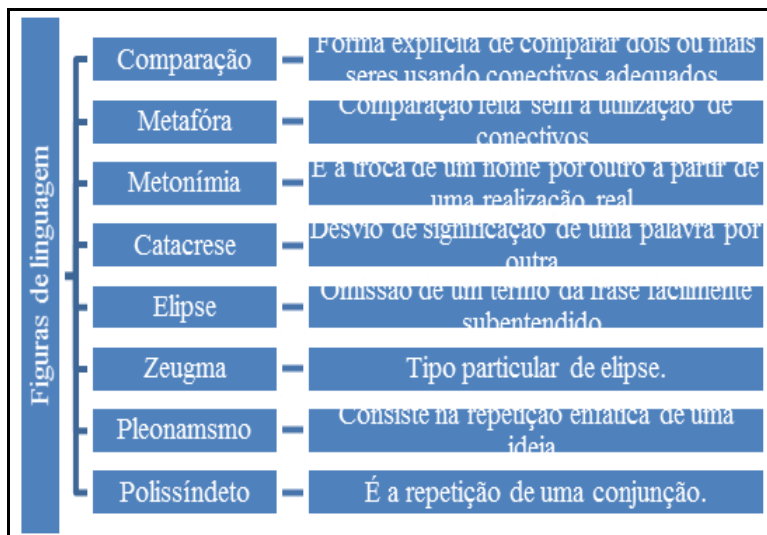 Figuras de linguagem
Comparação
Forma explícita de comparar dois ou mais
seres usando conectivos adequados
Metafóra
Comparação feita sem a utilização de
conectivos
Metonímia
É a troca de um nome por outro a partir de
uma realização real
Catacrese
Desvio de significação de uma palavra por
outra
Elipse
Omissão de um termo da frase facilmente
subentendido
Zeugma
Tipo particular de elipse.
Pleonamsmo
Consiste na repetição enfática de uma
ideia
Polissíndeto
É a repetição de uma conjunção.